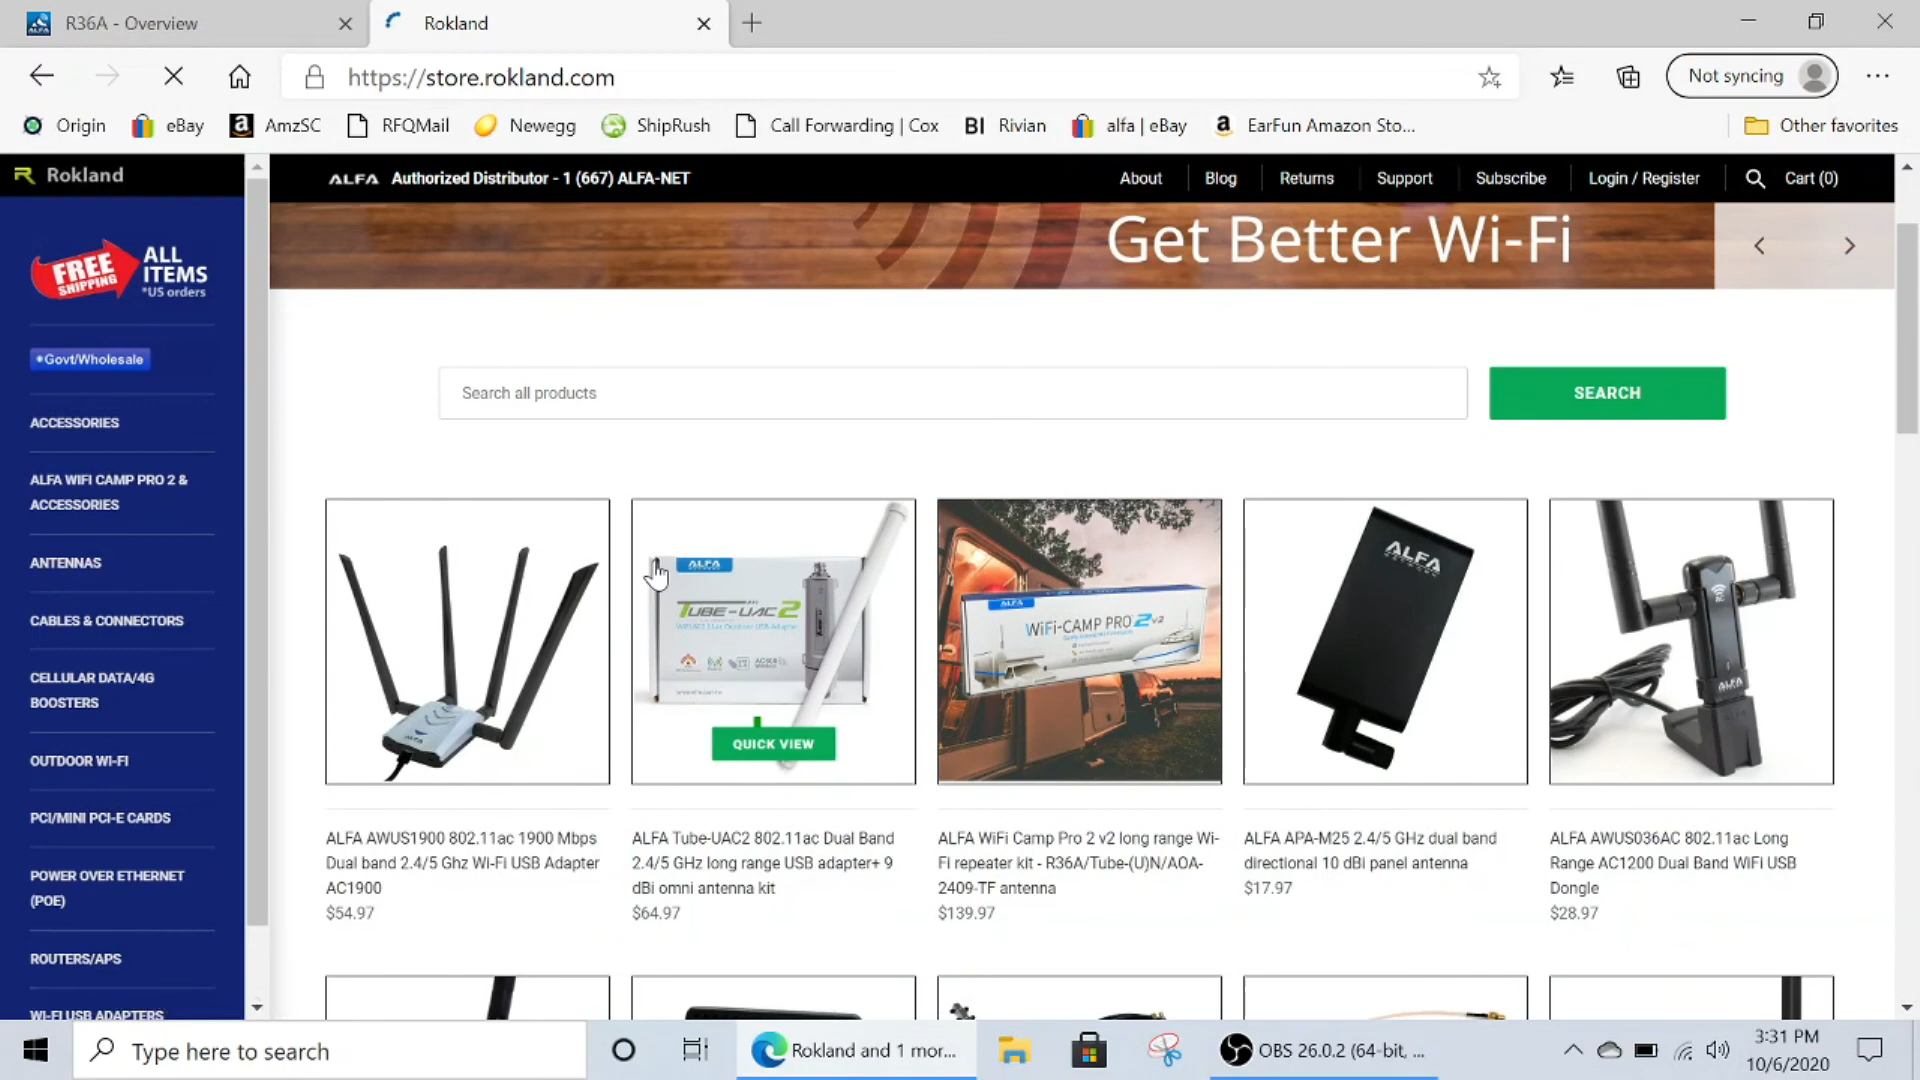 R36A - Overview
Rokland
https://store.rokland.com
Not syncing
Origin
eBay
AmzSC
RFQMail
Newegg
ShipRush
Call Forwarding | Cox
BI Rivian
alfa | eBay
EarFun Amazon Sto...
Other favorites
Rokland
ALFA Authorized Distributor - 1 (667) ALFA-NET
About
Blog
Returns
Support
Subscribe
Login / Register
Cart (0)
Get Better Wi-Fi
FREE SHIPPING
ALL
ITEMS
*US orders
*Govt/Wholesale
ACCESSORIES
ALFA WIFI CAMP PRO 2 &
ACCESSORIES
ANTENNAS
CABLES & CONNECTORS
CELLULAR DATA/4G
BOOSTERS
OUTDOOR WI-FI
PCI/MINI PCI-E CARDS
POWER OVER ETHERNET
(POE)
ROUTERS/APS
WI-FI USB ADAPTERS
Search all products
SEARCH
ALFA
TUBE-UAC2
QUICK VIEW
ALFA
WiFi-CAMP PRO 2 v2
ALFA
NETWORK
ALFA
ALFA AWUS1900 802.11ac 1900 Mbps
Dual band 2.4/5 Ghz Wi-Fi USB Adapter
AC1900
$54.97
ALFA Tube-UAC2 802.11ac Dual Band
2.4/5 GHz long range USB adapter+ 9
dBi omni antenna kit
$64.97
ALFA WiFi Camp Pro 2 v2 long range Wi-
Fi repeater kit - R36A/Tube-(U)N/AOA-
2409-TF antenna
$139.97
ALFA APA-M25 2.4/5 GHz dual band
directional 10 dBi panel antenna
$17.97
ALFA AWUS036AC 802.11ac Long
Range AC1200 Dual Band WiFi USB
Dongle
$28.97
Type here to search
Rokland and 1 mor...
OBS 26.0.2 (64-bit, ...
3:31 PM
10/6/2020